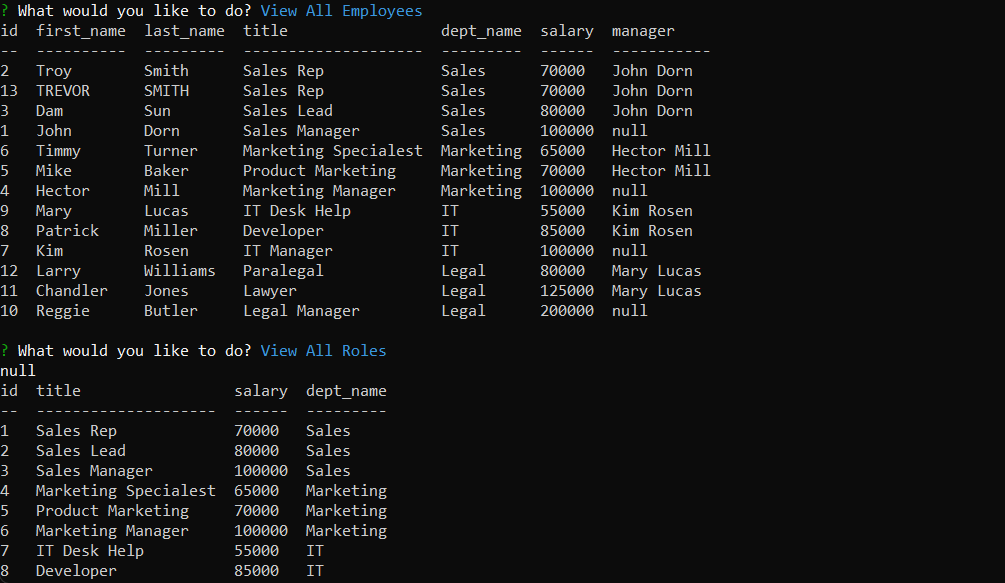 ? What would you like to do? View All Employees
id  first_name  last_name  title                 dept_name  salary  manager
--  ----------  ---------  --------------------  ---------  ------  -----------
2   Troy        Smith      Sales Rep             Sales      70000   John Dorn
13  TREVOR      SMITH      Sales Rep             Sales      70000   John Dorn
3   Dam         Sun        Sales Lead            Sales      80000   John Dorn
1   John        Dorn       Sales Manager         Sales      100000  null
6   Timmy       Turner     Marketing Specialest  Marketing  65000   Hector Mill
5   Mike        Baker      Product Marketing     Marketing  70000   Hector Mill
4   Hector      Mill       Marketing Manager     Marketing  100000  null
9   Mary        Lucas      IT Desk Help          IT         55000   Kim Rosen
8   Patrick     Miller     Developer             IT         85000   Kim Rosen
7   Kim         Rosen      IT Manager            IT         100000  null
12  Larry       Williams   Paralegal             Legal      80000   Mary Lucas
11  Chandler    Jones      Lawyer                Legal      125000  Mary Lucas
10  Reggie      Butler     Legal Manager         Legal      200000  null
? What would you like to do? View All Roles
null
id  title                 salary  dept_name
--  --------------------  ------  ---------
1   Sales Rep             70000   Sales
2   Sales Lead            80000   Sales
3   Sales Manager         100000  Sales
4   Marketing Specialest  65000   Marketing
5   Product Marketing     70000   Marketing
6   Marketing Manager     100000  Marketing
7   IT Desk Help          55000   IT
8   Developer             85000   IT